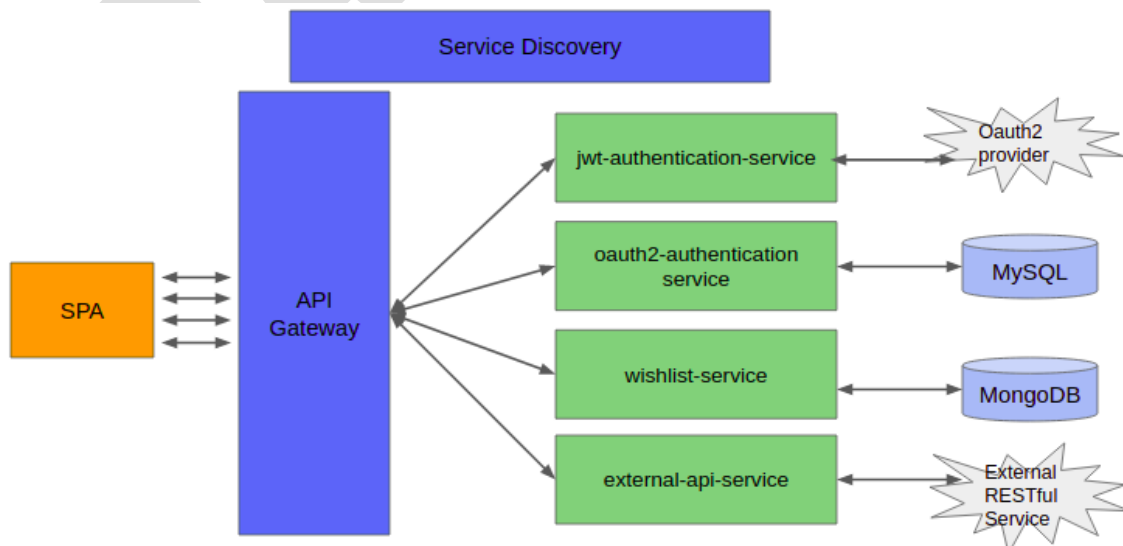 Service Discovery
jwt-authentication-service
Oauth2
provider
oauth2-authentication
service
MySQL
SPA
API
Gateway
wishlist-service
MongoDB
external-api-service
External
RESTful
Service